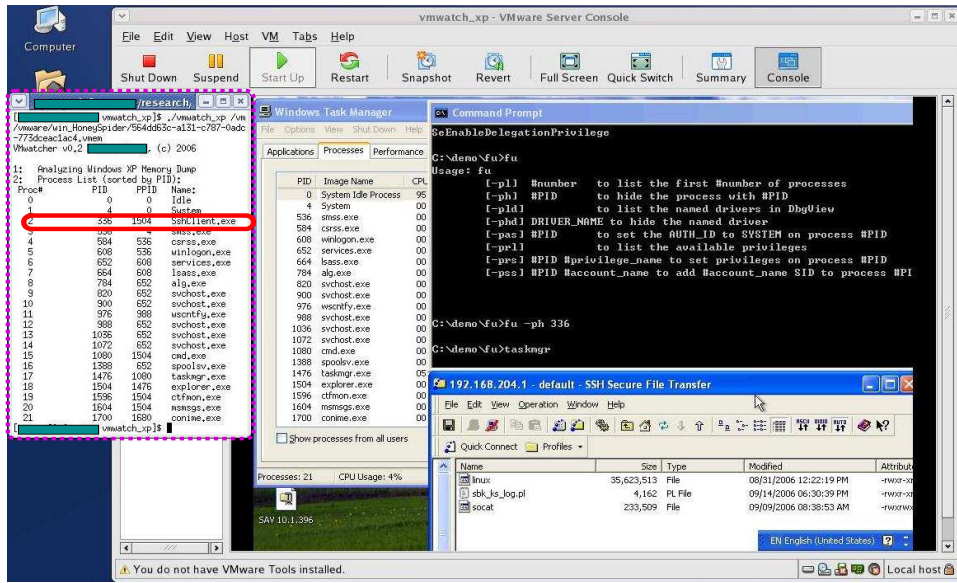 vmwatch_xp - VMware Server Console
Computer
File Edit View Host VM Tabs Help
Shut Down Suspend Start Up Restart Snapshot Revert Full Screen Quick Switch Summary Console
/research,
[ vmwatch_xp]$ ./vmwatch_xp /vm
/vmware/win_HoneySpider/564dd63c-a131-c787-0adc
-773dceac1ac4.vmem
VMwatcher v0.2 , (c) 2006
1: Analyzing Windows XP Memory Dump
2: Process List (sorted by PID):
Proc# PID PPID Name:
0 0 0 Idle
1 4 0 System
2 336 1504 SshClient.exe
3 536 4 smss.exe
4 584 536 csrss.exe
5 608 536 winlogon.exe
6 652 608 services.exe
7 664 608 lsass.exe
8 784 652 alg.exe
9 820 652 svchost.exe
10 900 652 svchost.exe
11 976 988 wscntfy.exe
12 988 652 svchost.exe
13 1036 652 svchost.exe
14 1072 652 svchost.exe
15 1080 1504 cmd.exe
16 1388 652 spoolsv.exe
17 1476 1080 taskmgr.exe
18 1504 1476 explorer.exe
19 1596 1504 ctfmon.exe
20 1604 1504 msmsgs.exe
21 1700 1680 conime.exe
[ vmwatch_xp]$
Windows Task Manager
File Options View Shut Down Help
Applications Processes Performance
PID Image Name CPU
0 System Idle Process 95
4 System 00
536 smss.exe 00
584 csrss.exe 00
608 winlogon.exe 00
652 services.exe 00
664 lsass.exe 00
784 alg.exe 00
820 svchost.exe 00
900 svchost.exe 00
976 wscntfy.exe 00
988 svchost.exe 00
1036 svchost.exe 00
1072 svchost.exe 00
1080 cmd.exe 00
1388 spoolsv.exe 00
1476 taskmgr.exe 05
1504 explorer.exe 00
1596 ctfmon.exe 00
1604 msmsgs.exe 00
1700 conime.exe 00
Show processes from all users
Processes: 21 CPU Usage: 4%
SAV 10.1.396
Command Prompt
SeEnableDelegationPrivilege
C:\demo\fu>fu
Usage: fu
[-pl] #number to list the first #number of processes
[-ph] #PID to hide the process with #PID
[-pld] to list the named drivers in DbgView
[-phd] DRIVER_NAME to hide the named driver
[-pas] #PID to set the AUTH_ID to SYSTEM on process #PID
[-prl] to list the available privileges
[-prs] #PID #privilege_name to set privileges on process #PID
[-pss] #PID #account_name to add #account_name SID to process #PI
C:\demo\fu>fu -ph 336
C:\demo\fu>taskmgr
192.168.204.1 - default - SSH Secure File Transfer
File Edit View Operation Window Help
Quick Connect Profiles
Name Size Type Modified Attribut
linux 35,623,513 File 08/31/2006 12:22:19 PM -rwxr-xr
sbk_ks_log.pl 4,162 PL File 09/14/2006 06:30:39 PM -rwxr-xr
socat 233,509 File 09/09/2006 08:38:53 AM -rwxrwx
EN English (United States)
You do not have VMware Tools installed.
Local host